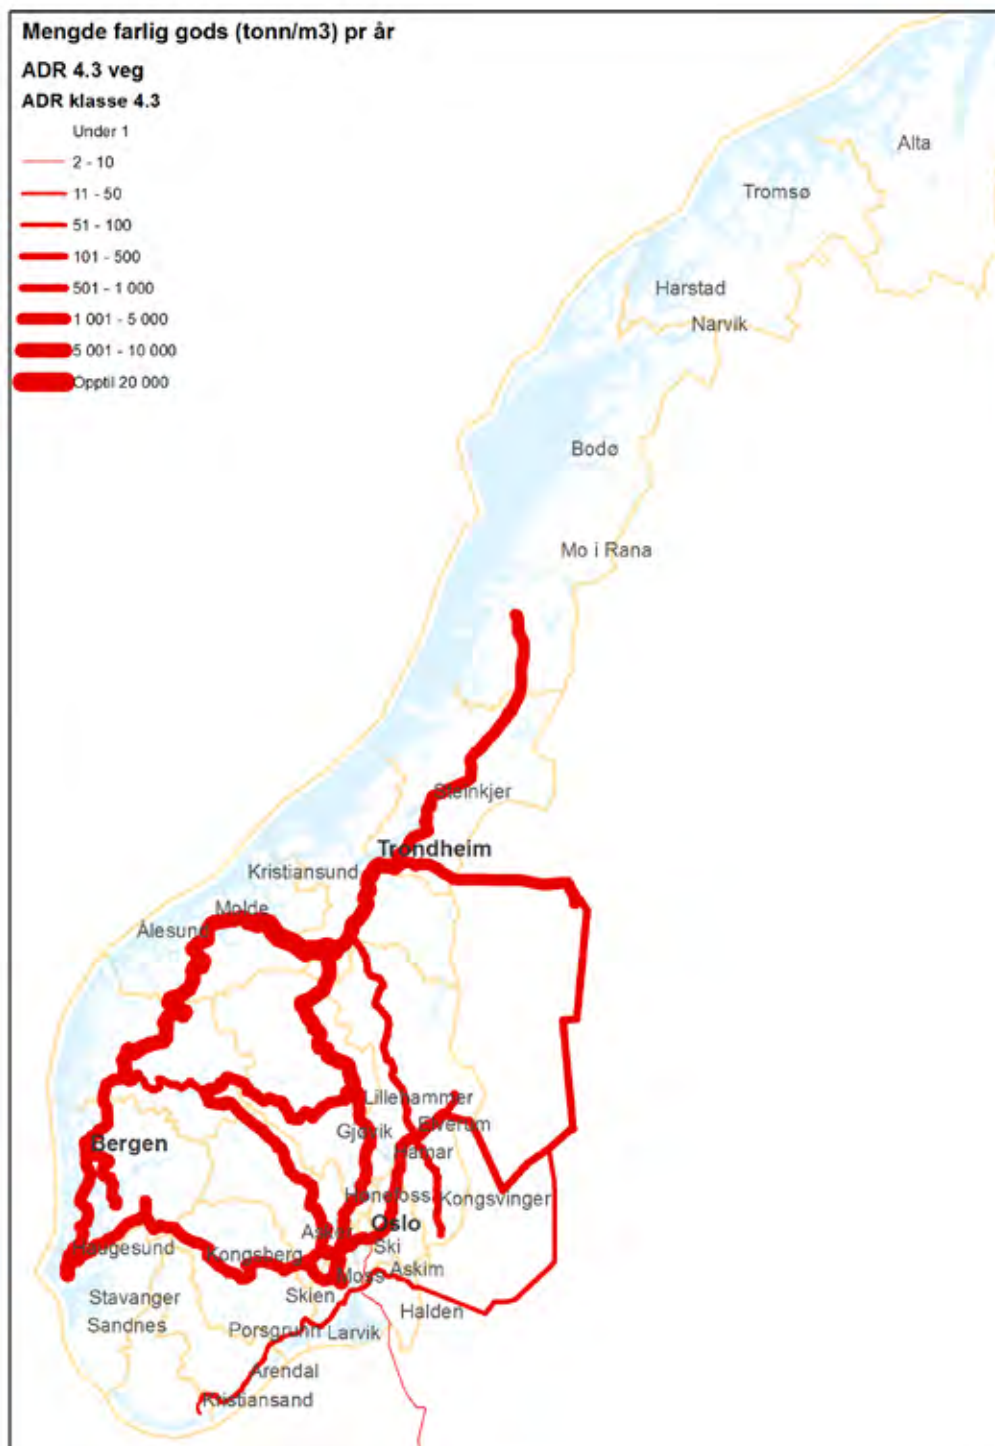 Mengde farlig gods (tonn/m3) pr år
ADR 4.3 veg
ADR klasse 4.3
Under 1
2 - 10
11 - 50
51 - 100
101 - 500
501 - 1 000
1 001 - 5 000
5 001 - 10 000
Opptil 20 000
Alta
Tromsø
Harstad
Narvik
Bodø
Mo i Rana
Steinkjer
Trondheim
Kristiansund
Molde
Ålesund
Lillehammer
Elverum
Gjøvik
Hamar
Bergen
Hønefoss
Kongsvinger
Oslo
Asker
Haugesund
Kongsberg
Ski
Askim
Moss
Skien
Stavanger
Halden
Sandnes
Porsgrunn
Larvik
Arendal
Kristiansand